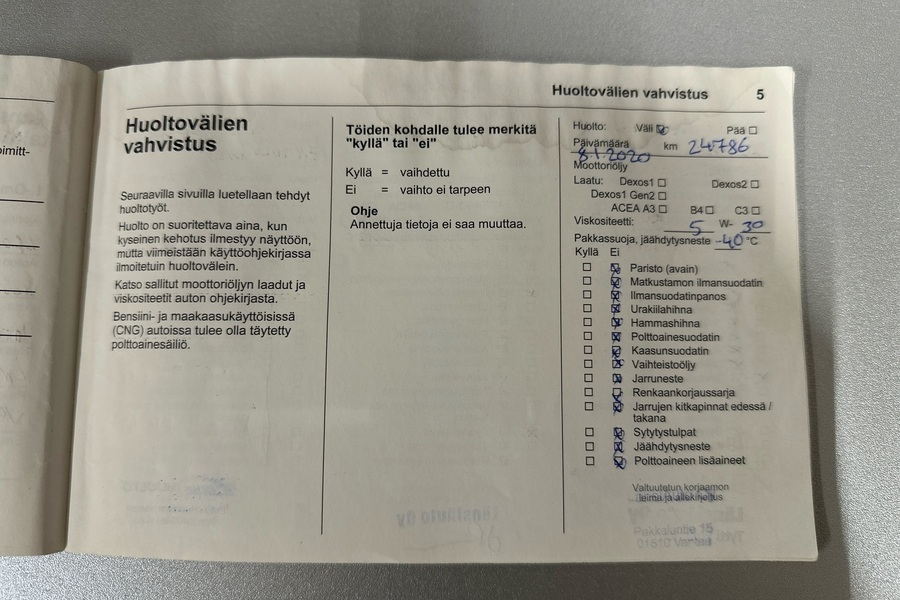 Huoltovälien vahvistus 5
oimitt-
Huoltovälien
vahvistus
Seuraavilla sivuilla luetellaan tehdyt
huoltotyöt.
Huolto on suoritettava aina, kun
kyseinen kehotus ilmestyy näyttöön,
mutta viimeistään käyttöohjekirjassa
ilmoitetuin huoltovälein.
Katso sallitut moottoriöljyn laadut ja
viskositeetit auton ohjekirjasta.
Bensiini- ja maakaasukäyttöisissä
(CNG) autoissa tulee olla täytetty
polttoainesäiliö.
Töiden kohdalle tulee merkitä
"kyllä" tai "ei"
Kyllä = vaihdettu
Ei = vaihto ei tarpeen
Ohje
Annettuja tietoja ei saa muuttaa.
Huolto: Väli ☒ Pää ☐
Päivämäärä km 24786
8.1.2020
Moottoriöljy
Laatu: Dexos1 ☐ Dexos2 ☐
Dexos1 Gen2 ☐
ACEA A3 ☐ B4 ☐ C3 ☐
Viskositeetti: 5 W- 30
Pakkassuoja, jäähdytysneste -40 °C
Kyllä Ei
☐ ☒ Paristo (avain)
☐ ☒ Matkustamon ilmansuodatin
☐ ☒ Ilmansuodatinpanos
☐ ☒ Urakiilahihna
☐ ☒ Hammashihna
☐ ☒ Polttoainesuodatin
☐ ☒ Kaasunsuodatin
☐ ☒ Vaihteistoöljy
☐ ☒ Jarruneste
☐ ☒ Renkaankorjaussarja
☐ ☒ Jarrujen kitkapinnat edessä /
takana
☐ ☒ Sytytystulpat
☐ ☒ Jäähdytysneste
☐ ☒ Polttoaineen lisäaineet
Valtuutetun korjaamon
leima ja allekirjoitus
Pakkalantie 15
01510 Vantaa